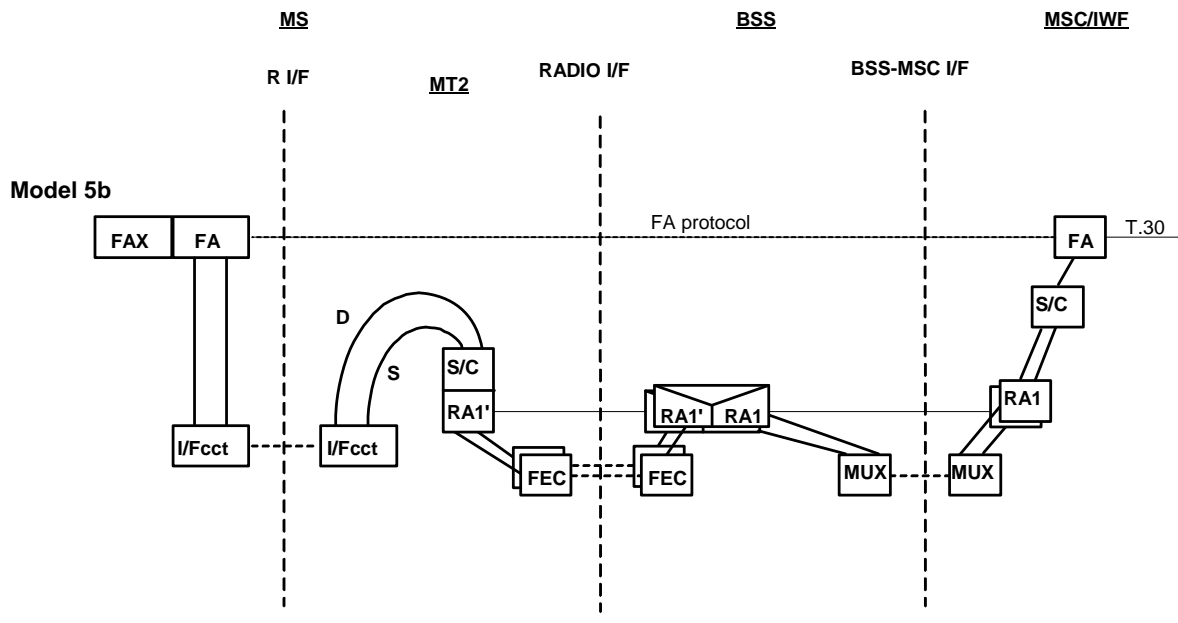 MS
BSS
MSC/IWF
R I/F
MT2
RADIO I/F
BSS-MSC I/F
Model 5b
FAX
FA
FA protocol
FA
T.30
D
S
S/C
S/C
RA1'
RA1'
RA1
RA1
I/Fcct
I/Fcct
FEC
FEC
MUX
MUX